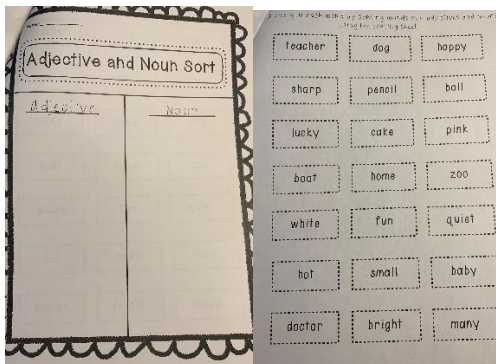 Adjective and Noun Sort
Adjective Noun
teacher dog happy
sharp pencil ball
lucky cake pink
boat home zoo
white fun quiet
hot small baby
doctor bright many